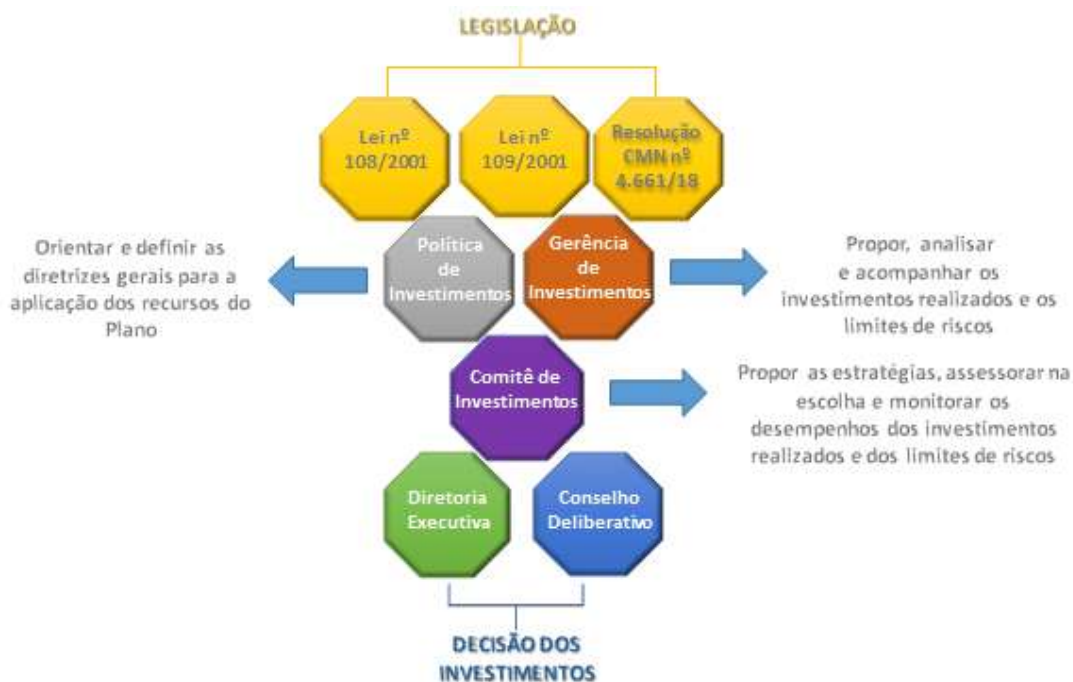 LEGISLAÇÃO
Lei nº
108/2001
Lei nº
109/2001
Resolução
CMN nº
4.661/18
Orientar e definir as
diretrizes gerais para a
aplicação dos recursos do
Plano
Política
de
Investimentos
Gerência
de
Investimentos
Propor, analisar
e acompanhar os
investimentos realizados e os
limites de riscos
Comitê de
Investimentos
Propor as estratégias, assessorar na
escolha e monitorar os
desempenhos dos investimentos
realizados e dos limites de riscos
Diretoria
Executiva
Conselho
Deliberativo
DECISÃO DOS
INVESTIMENTOS